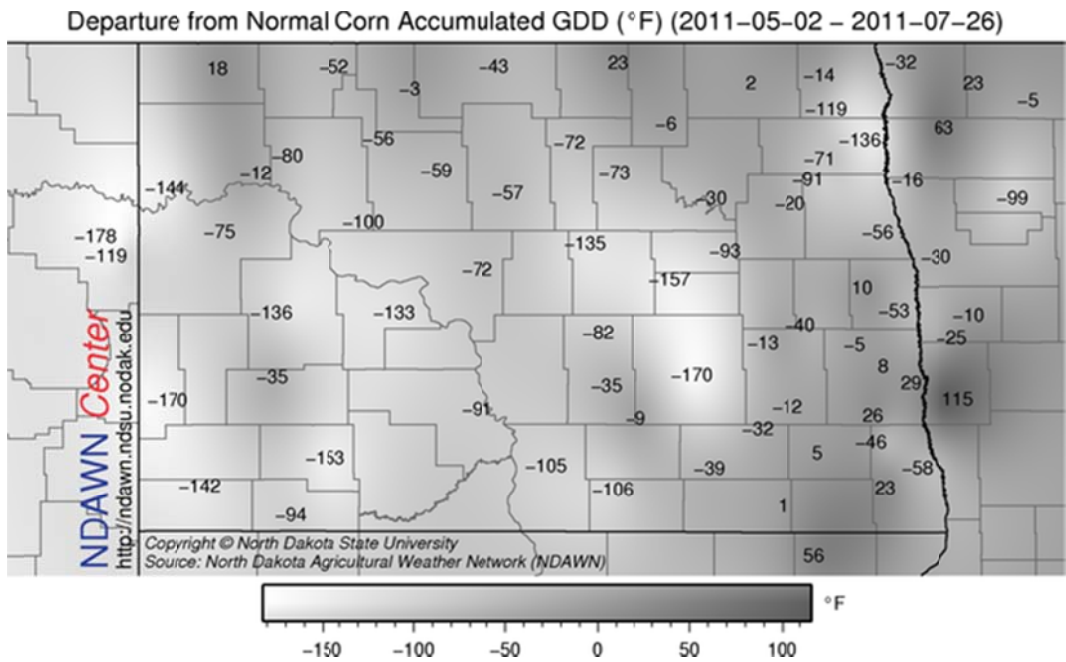 Departure from Normal Corn Accumulated GDD (°F) (2011−05−02 − 2011−07−26)
18 −52 −43 23 −32
−3 2 −14 23
−5
−119
−6 63
−56 −72 −136
−80 −71
−12 −59 −73 −91 −16
−144 −57 −30 −20 −99
−100
−75 −56
−178 −135
−119 −93 −30
−72 −157
10
−136 −133 −53 −10
−40
−82 −13 −5 −25
8
−35 −170 29
−170 −35 115
−91 −9 −12 26
−32
−46
−153 5
−105 −39 −58
−142 −106 23
1
−94
56
NDAWN Center
http://ndawn.ndsu.nodak.edu
Copyright © North Dakota State University
Source: North Dakota Agricultural Weather Network (NDAWN)
°F
−150 −100 −50 0 50 100